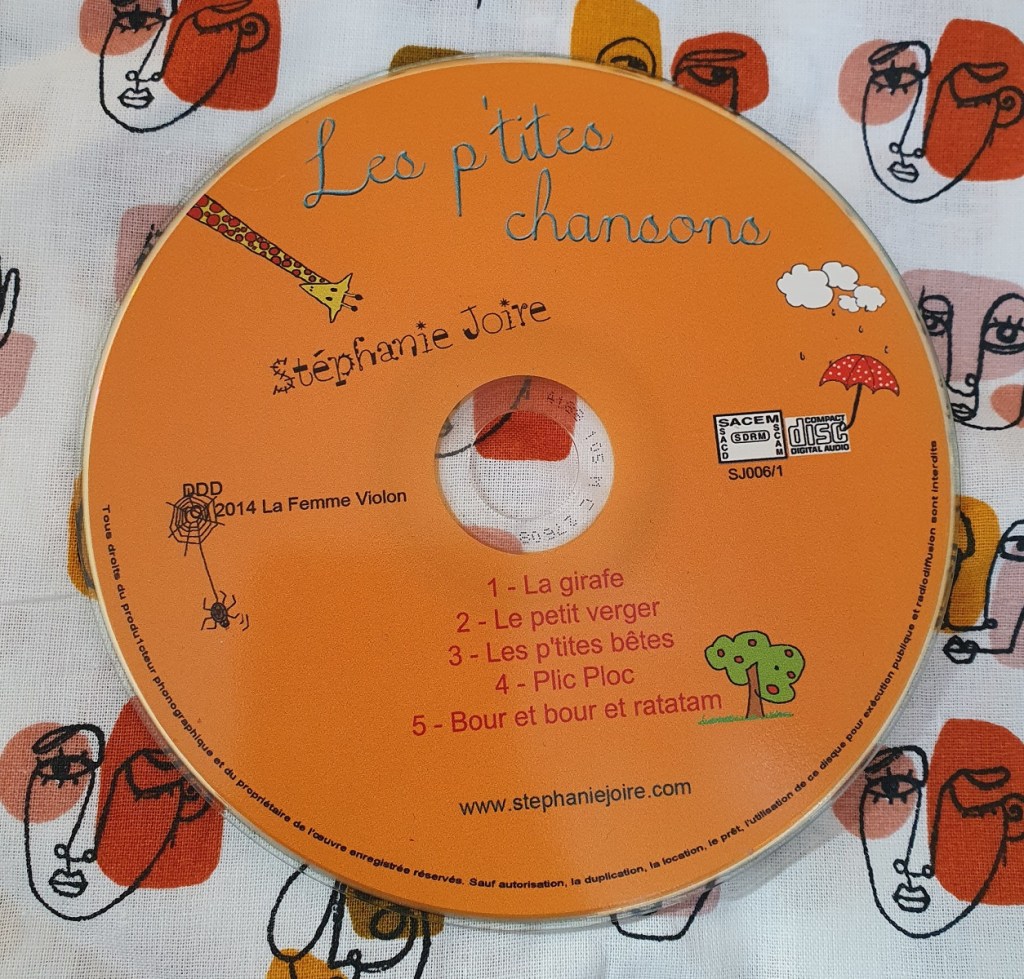 Les p'tites
chansons
Stéphanie Joire
SACEM
SACD
SDRM
SCAM
COMPACT
disc
DIGITAL AUDIO
SJ006/1
DDD
2014 La Femme Violon
1 - La girafe
2 - Le petit verger
3 - Les p'tites bêtes
4 - Plic Ploc
5 - Bour et bour et ratatam
www.stephaniejoire.com
Tous droits du produ1oteur phonographique et du propriétaire de l'œuvre enregistrée réservés. Sauf autorisation, la duplication, la location, le prêt, l'utilisation de ce disque pour exécution publique et radiodiffusion sont interdits